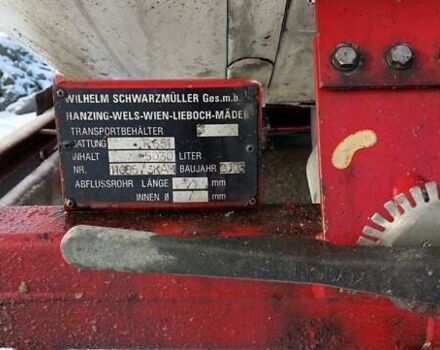 WILHELM SCHWARZMÜLLER Ges.m.b.
HANZING-WELS-WIEN-LIEBOCH-MÄDER
TRANSPORTBEHÄLTER
GATTUNG
INHALT 5030 LITER
NR. BAUJAHR
ABFLUSSROHR LÄNGE mm
INNEN Ø mm